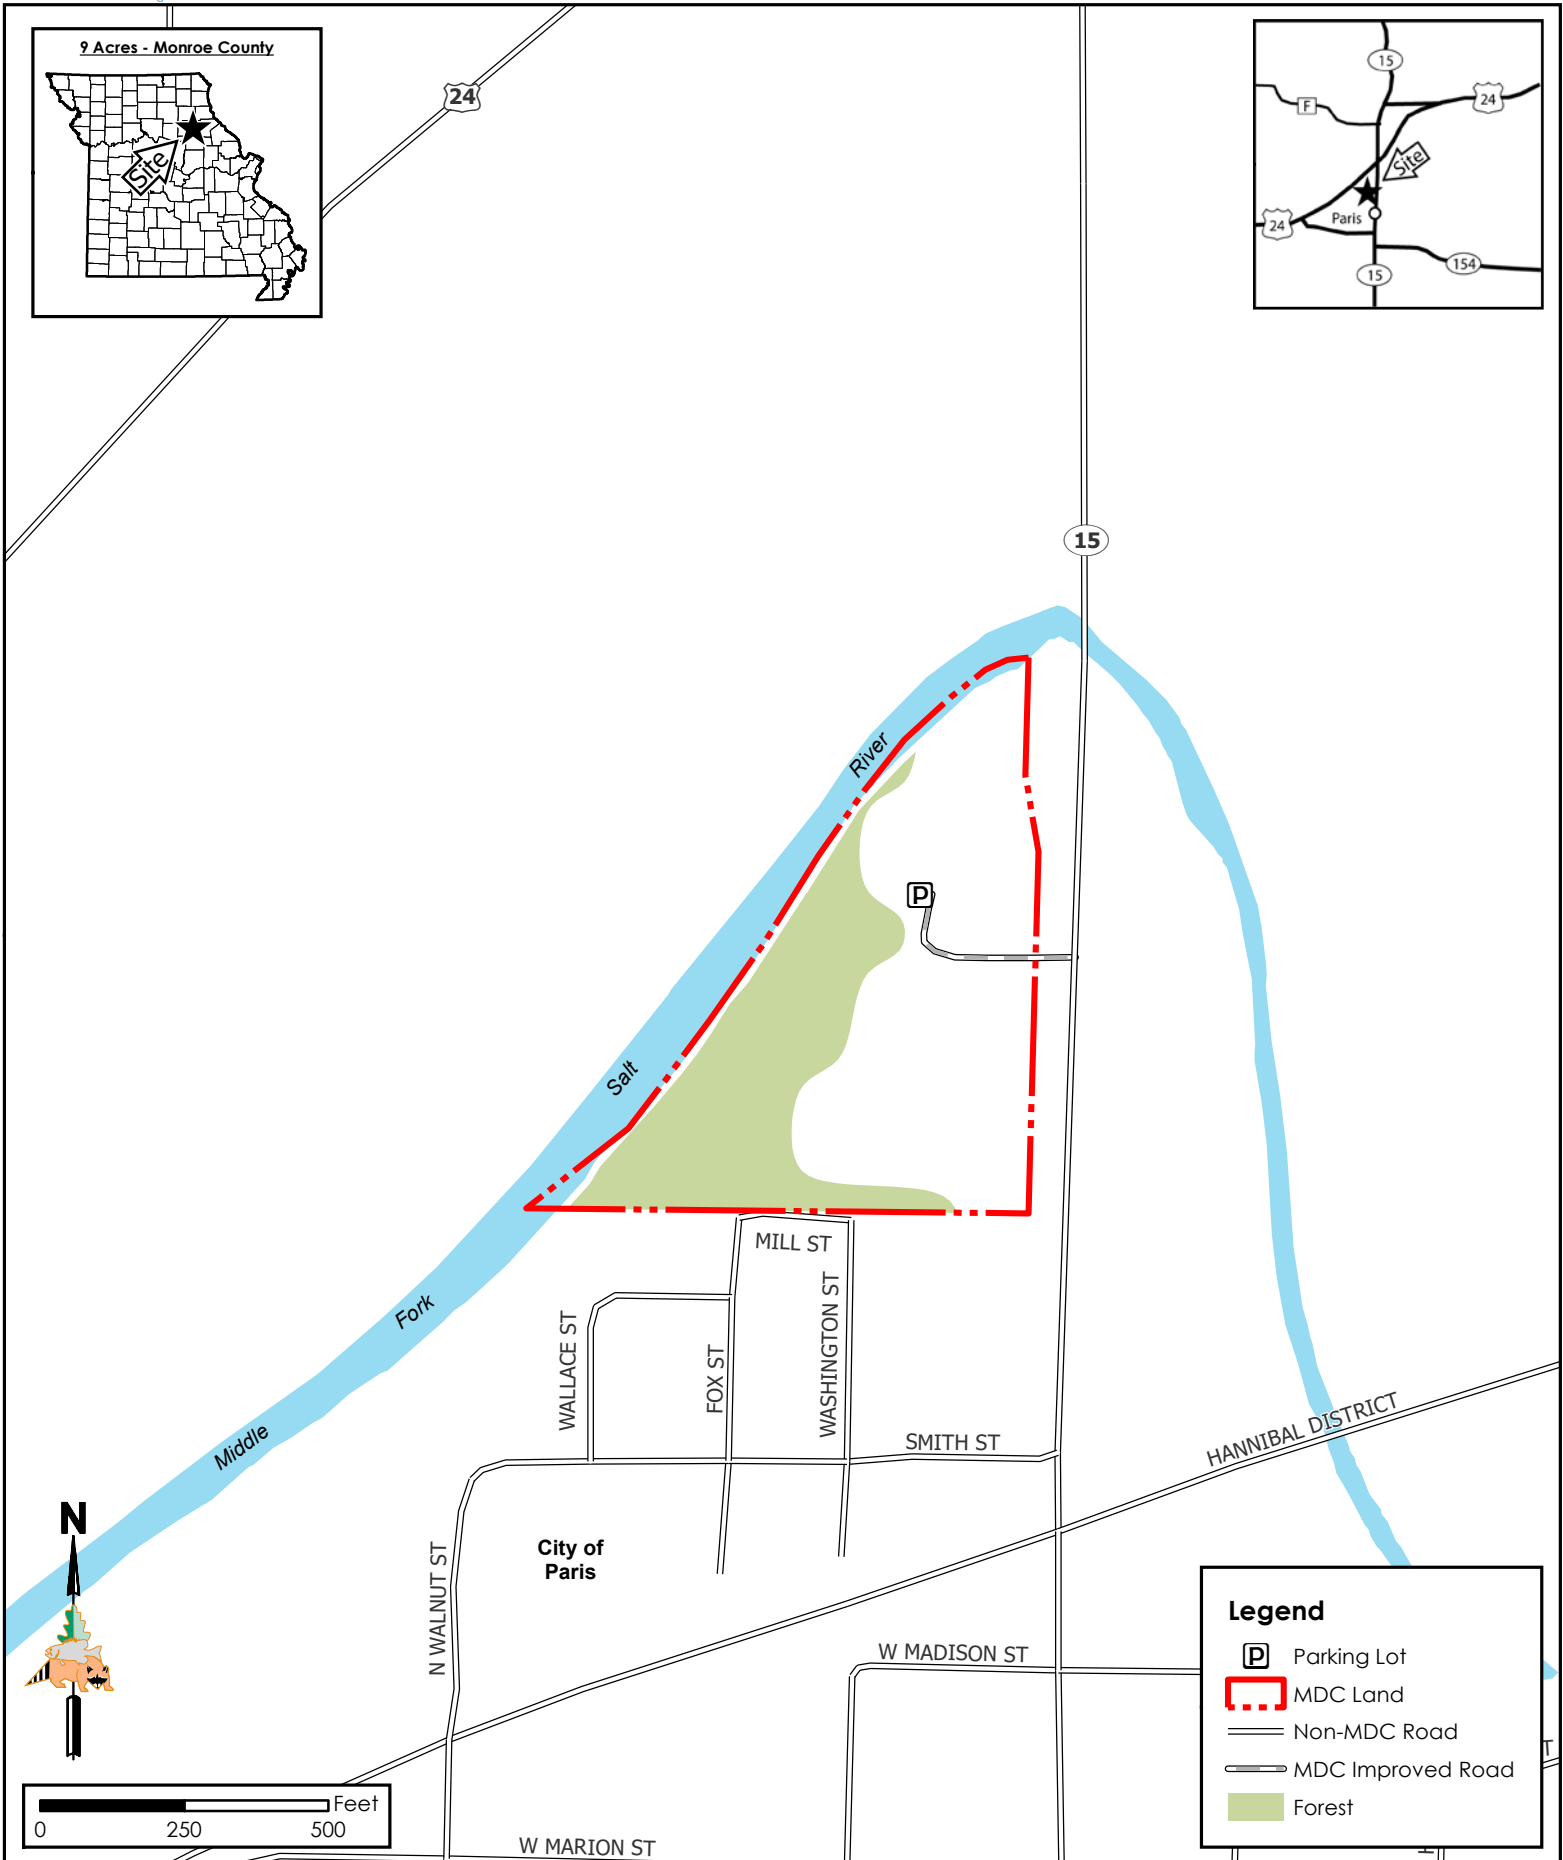 9 Acres - Monroe County
Site
24
15
F
24
Site
Paris
24
15
154
15
River
Salt
Fork
Middle
MILL ST
WALLACE ST
FOX ST
WASHINGTON ST
SMITH ST
HANNIBAL DISTRICT
N
N WALNUT ST
City of
Paris
W MADISON ST
W MARION ST
Feet
0 250 500
Legend
P Parking Lot
MDC Land
Non-MDC Road
MDC Improved Road
Forest
P